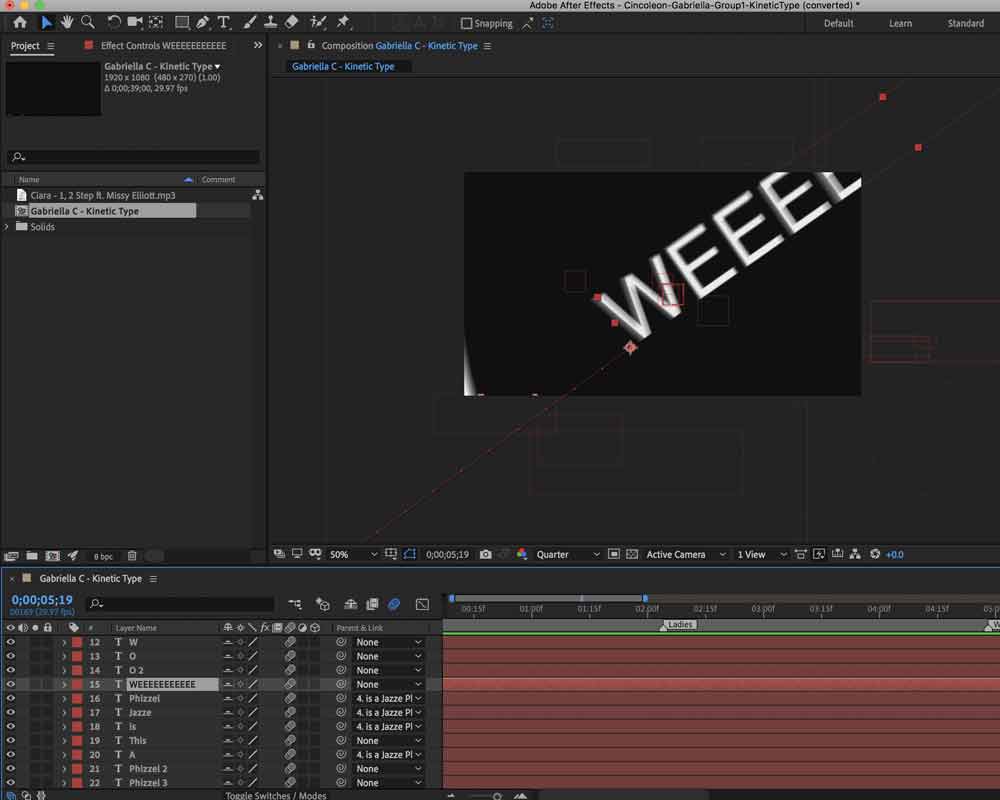 Adobe After Effects - Cincoleon-Gabriella-Group1-KineticType (converted) *
Snapping
Default Learn Standard
Project Effect Controls WEEEEEEEEEEE
Composition Gabriella C - Kinetic Type
Gabriella C - Kinetic Type
Gabriella C - Kinetic Type
1920 x 1080 (480 x 270) (1.00)
Δ 0;00;39;00, 29.97 fps
Name Comment
Ciara - 1, 2 Step ft. Missy Elliott.mp3
Gabriella C - Kinetic Type
Solids
WEEEE
8 bpc
50% 0;00;05;19 Quarter Active Camera 1 View +0.0
Gabriella C - Kinetic Type
0;00;05;19
00169 (29.97 fps)
00:15f 01:00f 01:15f 02:00f 02:15f 03:00f 03:15f 04:00f 04:15f 05:0
Ladies W
# Layer Name fx Parent & Link
12 T W None
13 T O None
14 T O 2 None
15 T WEEEEEEEEEEE None
16 T Phizzel 4. is a Jazze Pl
17 T Jazze 4. is a Jazze Pl
18 T is 4. is a Jazze Pl
19 T This None
20 T A 4. is a Jazze Pl
21 T Phizzel 2 None
22 T Phizzel 3 None
Toggle Switches / Modes